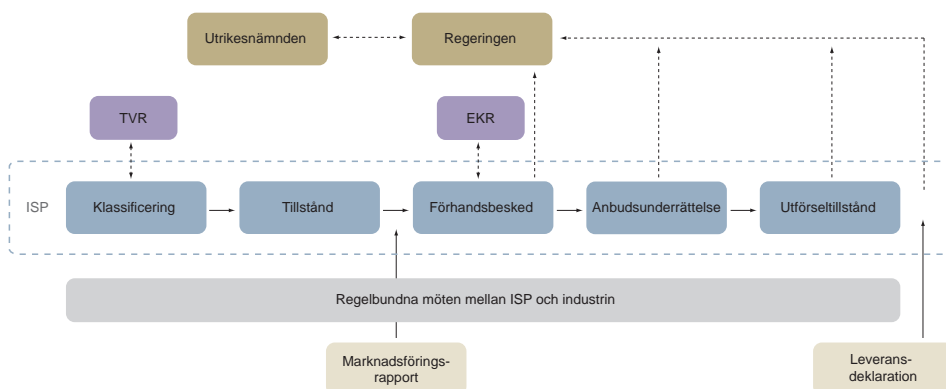 Utrikesnämnden
Regeringen
TVR
EKR
ISP
Klassificering
Tillstånd
Förhandsbesked
Anbudsunderrättelse
Utförseltillstånd
Regelbundna möten mellan ISP och industrin
Marknadsförings-
rapport
Leverans-
deklaration